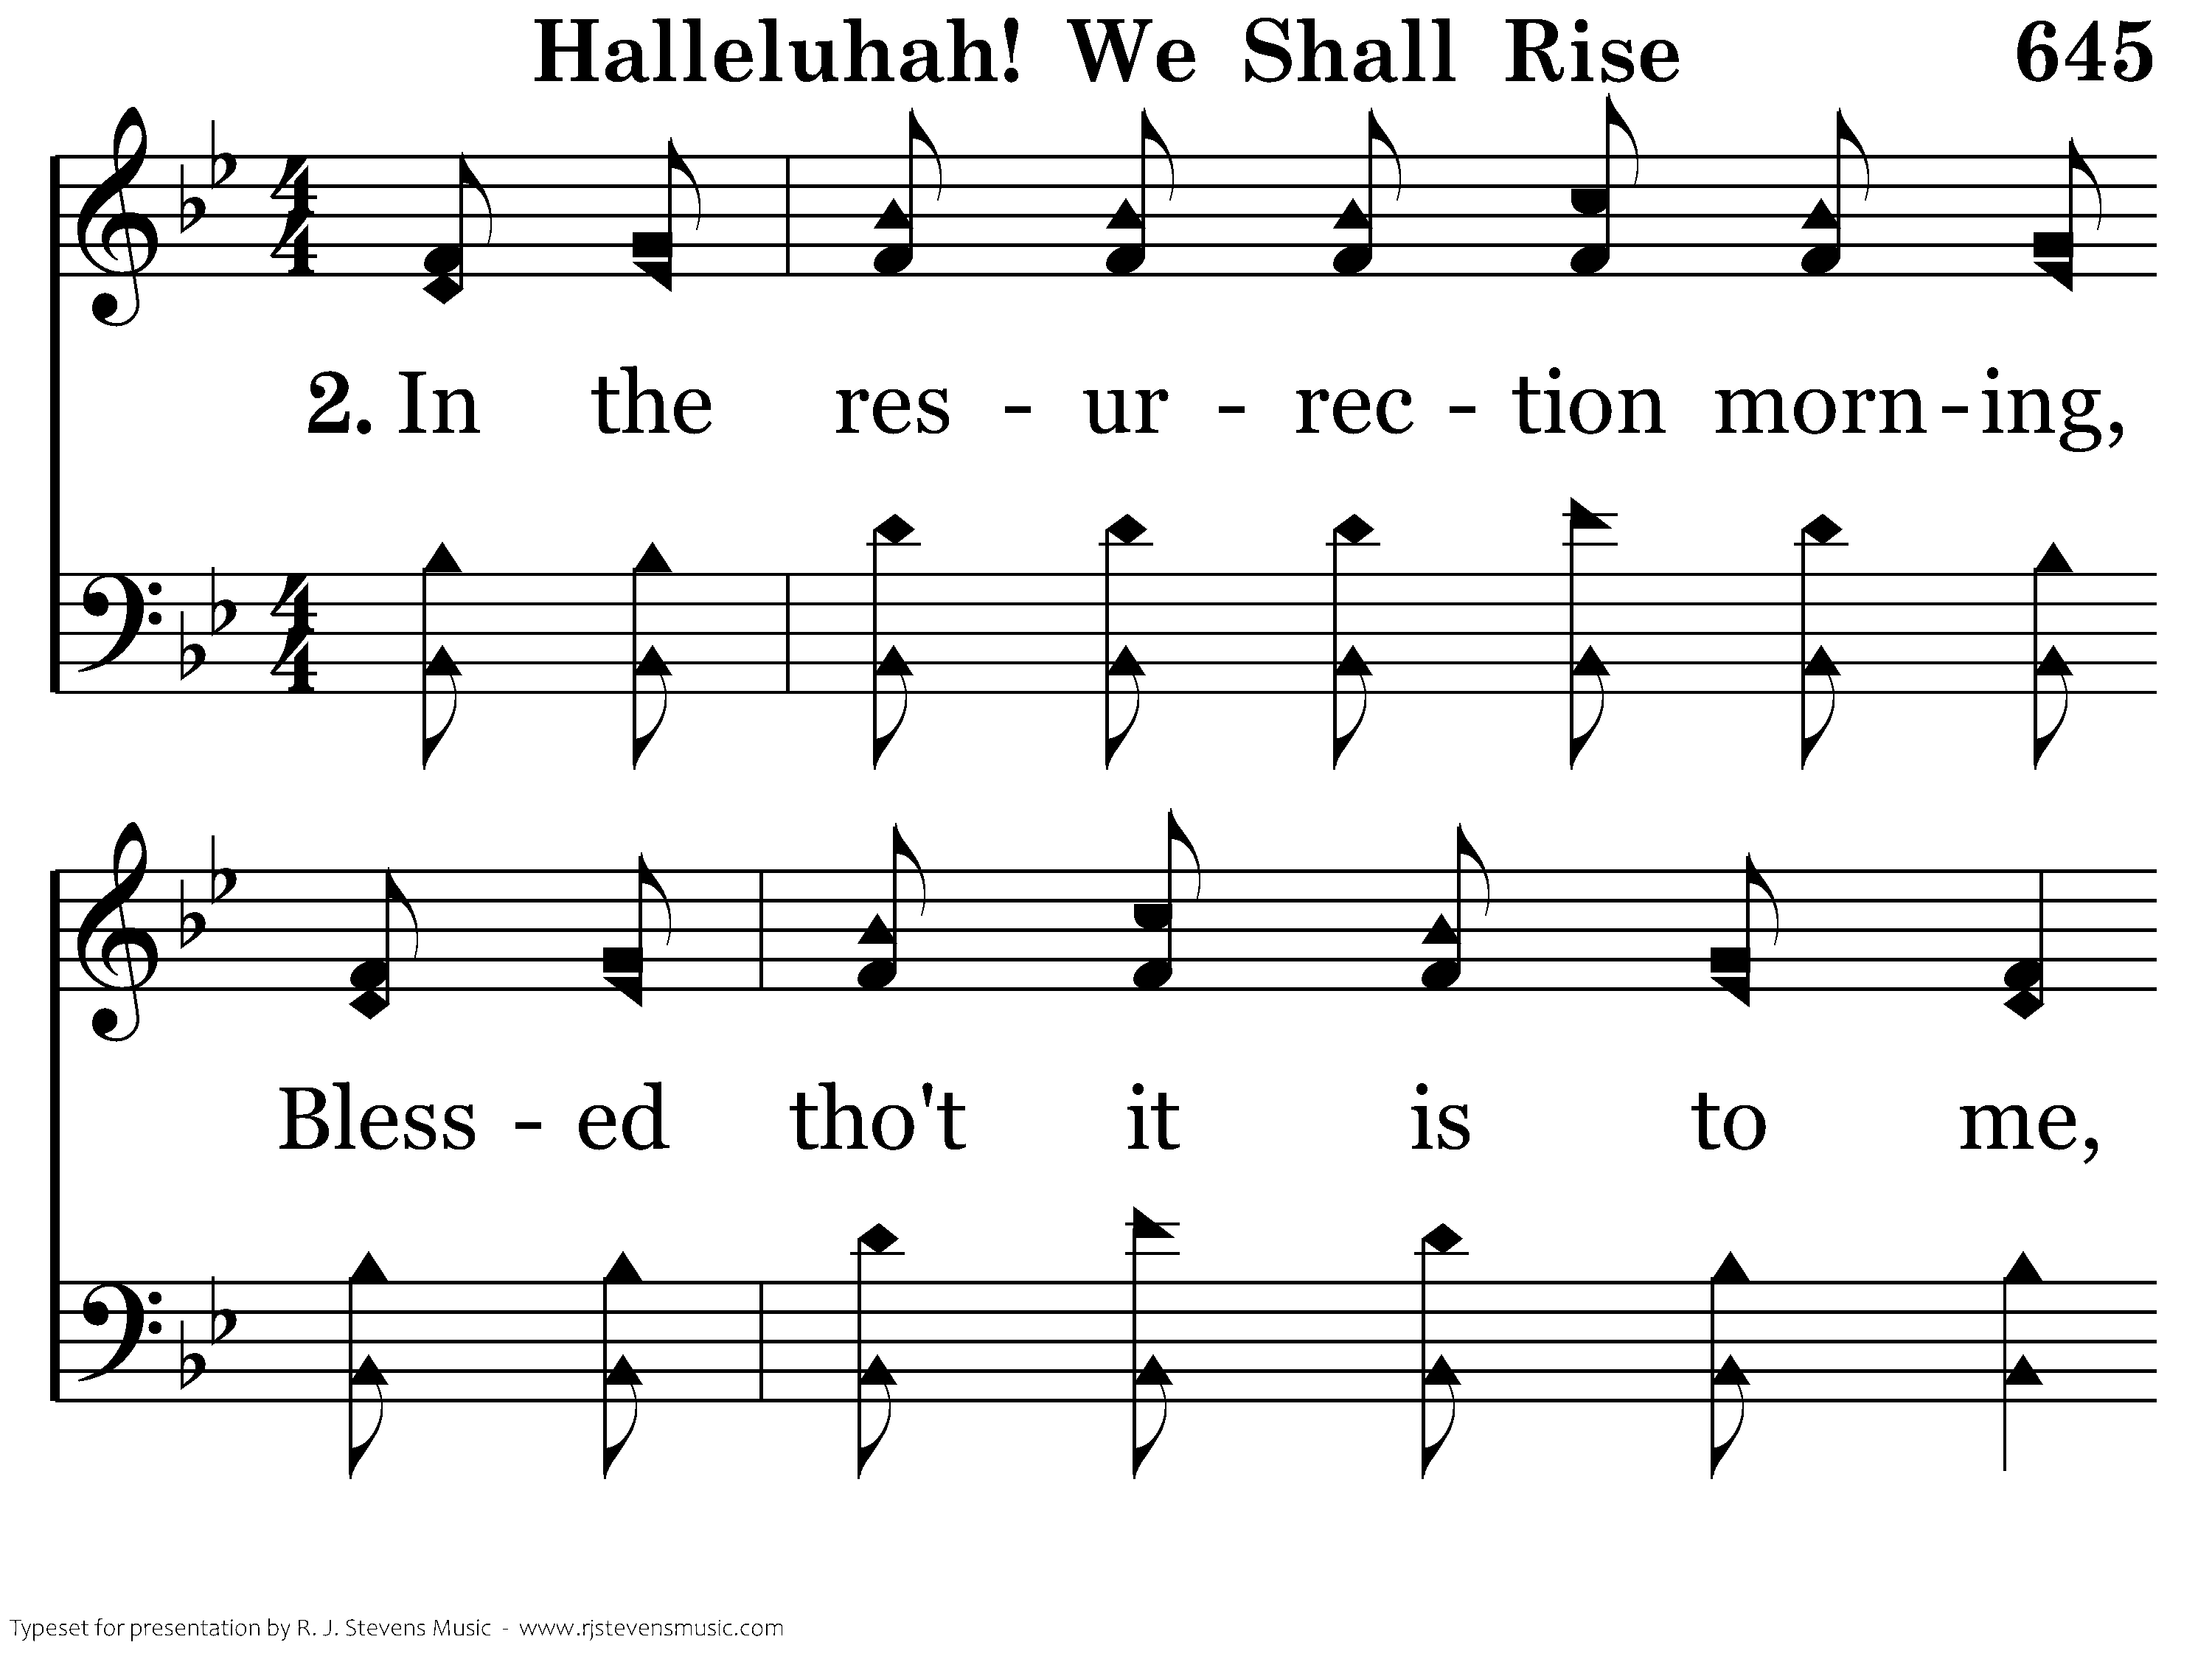 Halleluhah! We Shall Rise 645
2. In the res - ur - rec - tion morn - ing,
Bless - ed tho't it is to me,
Typeset for presentation by R. J. Stevens Music - www.rjstevensmusic.com